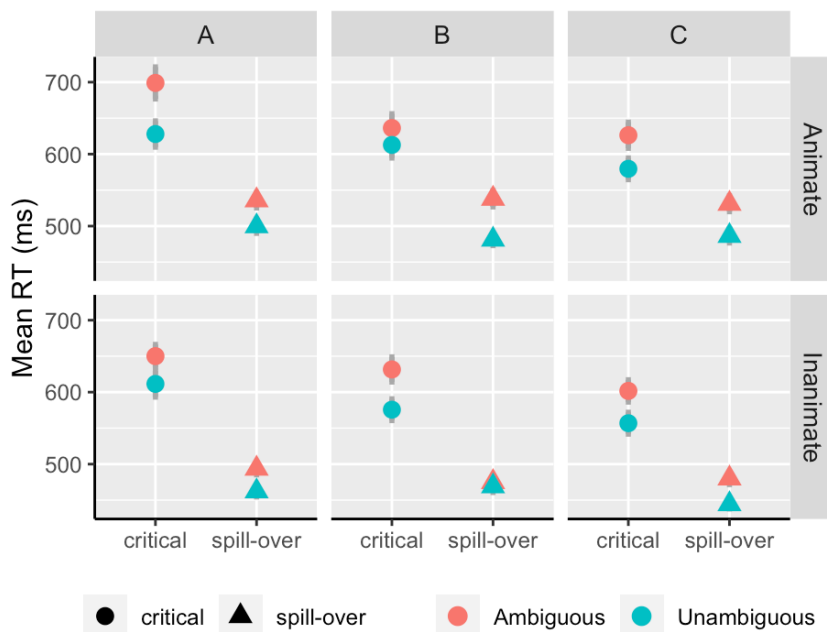 A B C
700
600
500
Animate
Mean RT (ms)
700
600
500
Inanimate
critical spill-over critical spill-over critical spill-over
critical spill-over Ambiguous Unambiguous